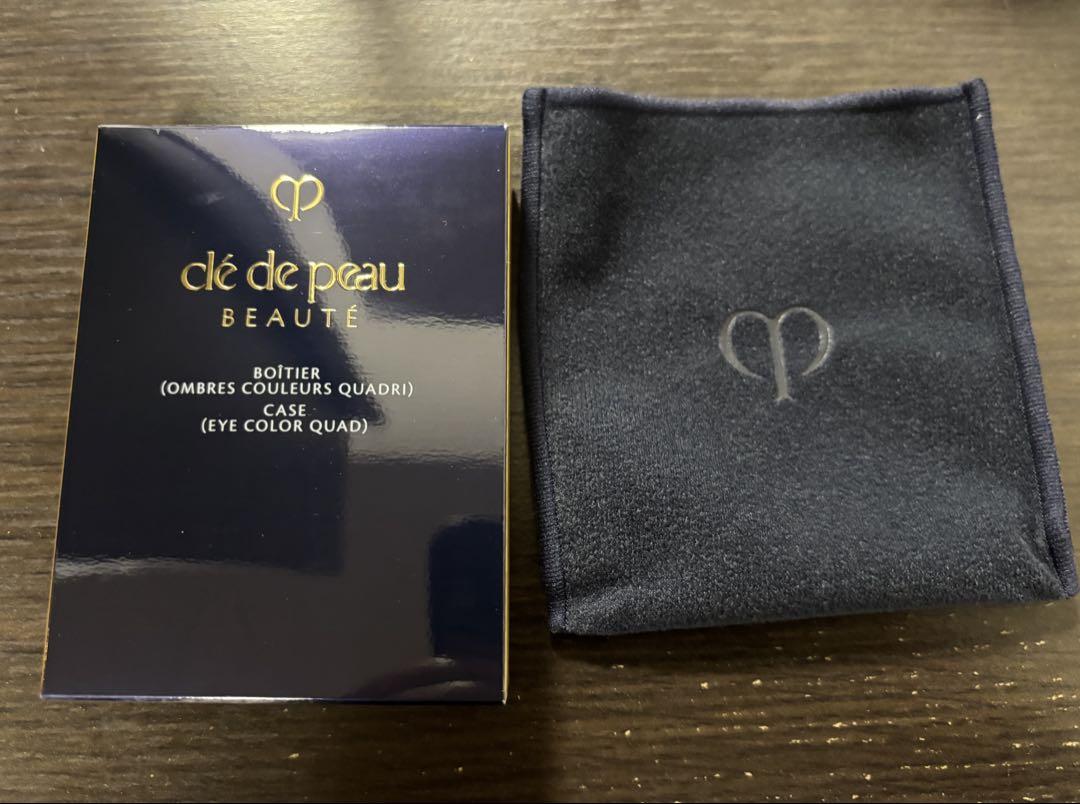 clé de peau
BEAUTÉ
BOÎTIER
(OMBRES COULEURS QUADRI)
CASE
(EYE COLOR QUAD)